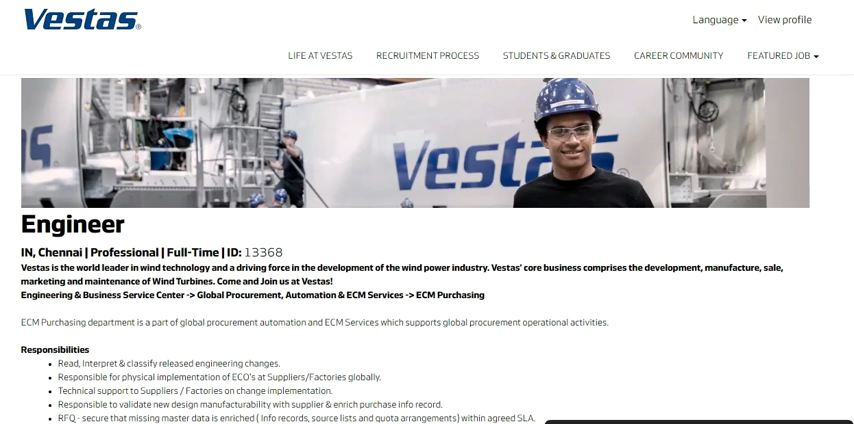 Vestas®
Language View profile
LIFE AT VESTAS RECRUITMENT PROCESS STUDENTS & GRADUATES CAREER COMMUNITY FEATURED JOB
as Vestas®
Engineer
IN, Chennai | Professional | Full-Time | ID: 13368
Vestas is the world leader in wind technology and a driving force in the development of the wind power industry. Vestas' core business comprises the development, manufacture, sale,
marketing and maintenance of Wind Turbines. Come and Join us at Vestas!
Engineering & Business Service Center -> Global Procurement, Automation & ECM Services -> ECM Purchasing
ECM Purchasing department is a part of global procurement automation and ECM Services which supports global procurement operational activities.
Responsibilities
• Read, Interpret & classify released engineering changes.
• Responsible for physical implementation of ECO's at Suppliers/Factories globally.
• Technical support to Suppliers / Factories on change implementation.
• Responsible to validate new design manufacturability with supplier & enrich purchase info record.
• RFQ - secure that missing master data is enriched ( Info records, source lists and quota arrangements) within agreed SLA.